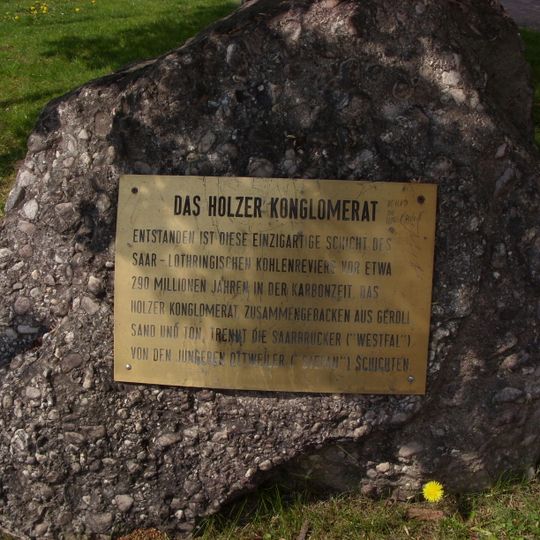 DAS HOLZER KONGLOMERAT
ENTSTANDEN IST DIESE EINZIGARTIGE SCHICHT DES
SAAR-LOTHRINGISCHEN KOHLENREVIERS VOR ETWA
290 MILLIONEN JAHREN IN DER KARBONZEIT. DAS
HOLZER KONGLOMERAT ZUSAMMENGEBACKEN AUS GERÖLL
SAND UND TON, TRENNT DIE SAARBRÜCKER ("WESTFAL")
VON DEN JÜNGEREN OTTWEILER ("STEFAN") SCHICHTEN.